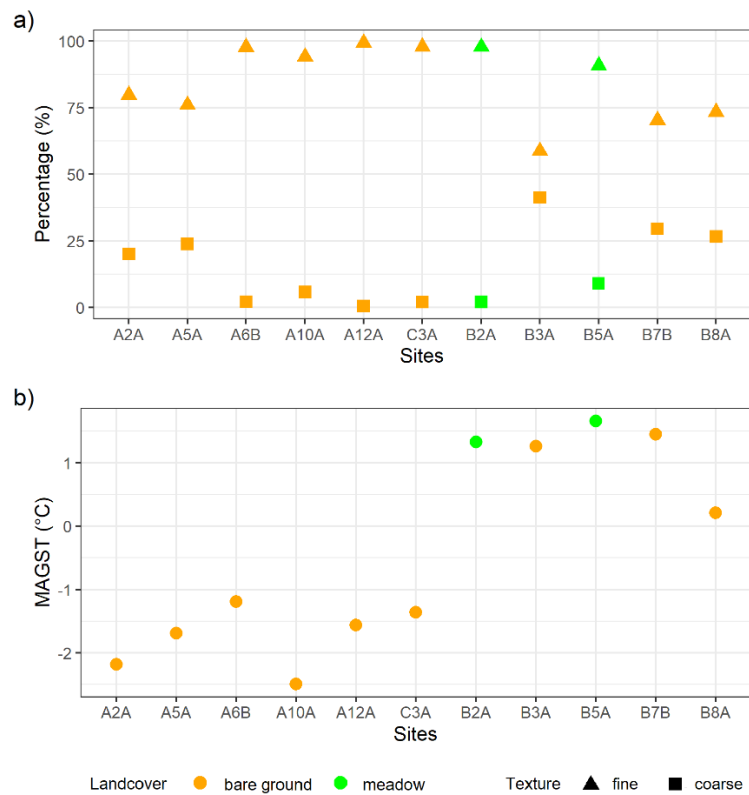 a)
100
75
50
25
0
Percentage (%)
A2A A5A A6B A10A A12A C3A B2A B3A B5A B7B B8A
Sites
b)
1
0
-1
-2
MAGST (°C)
A2A A5A A6B A10A A12A C3A B2A B3A B5A B7B B8A
Sites
Landcover bare ground meadow Texture fine coarse